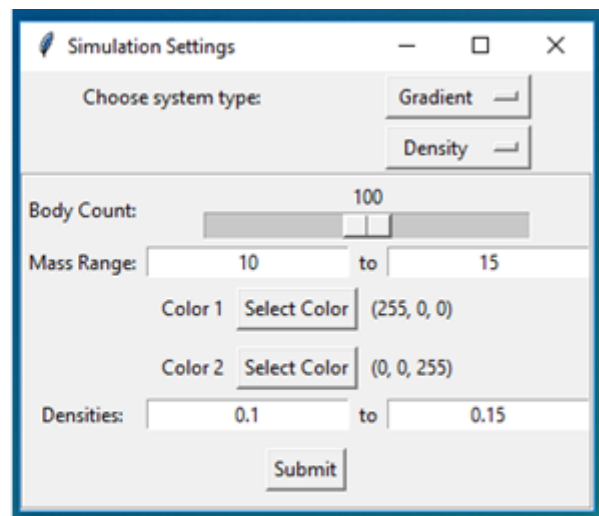 Simulation Settings
Choose system type: Gradient
Density
100
Body Count:
Mass Range: 10 to 15
Color 1 Select Color (255, 0, 0)
Color 2 Select Color (0, 0, 255)
Densities: 0.1 to 0.15
Submit